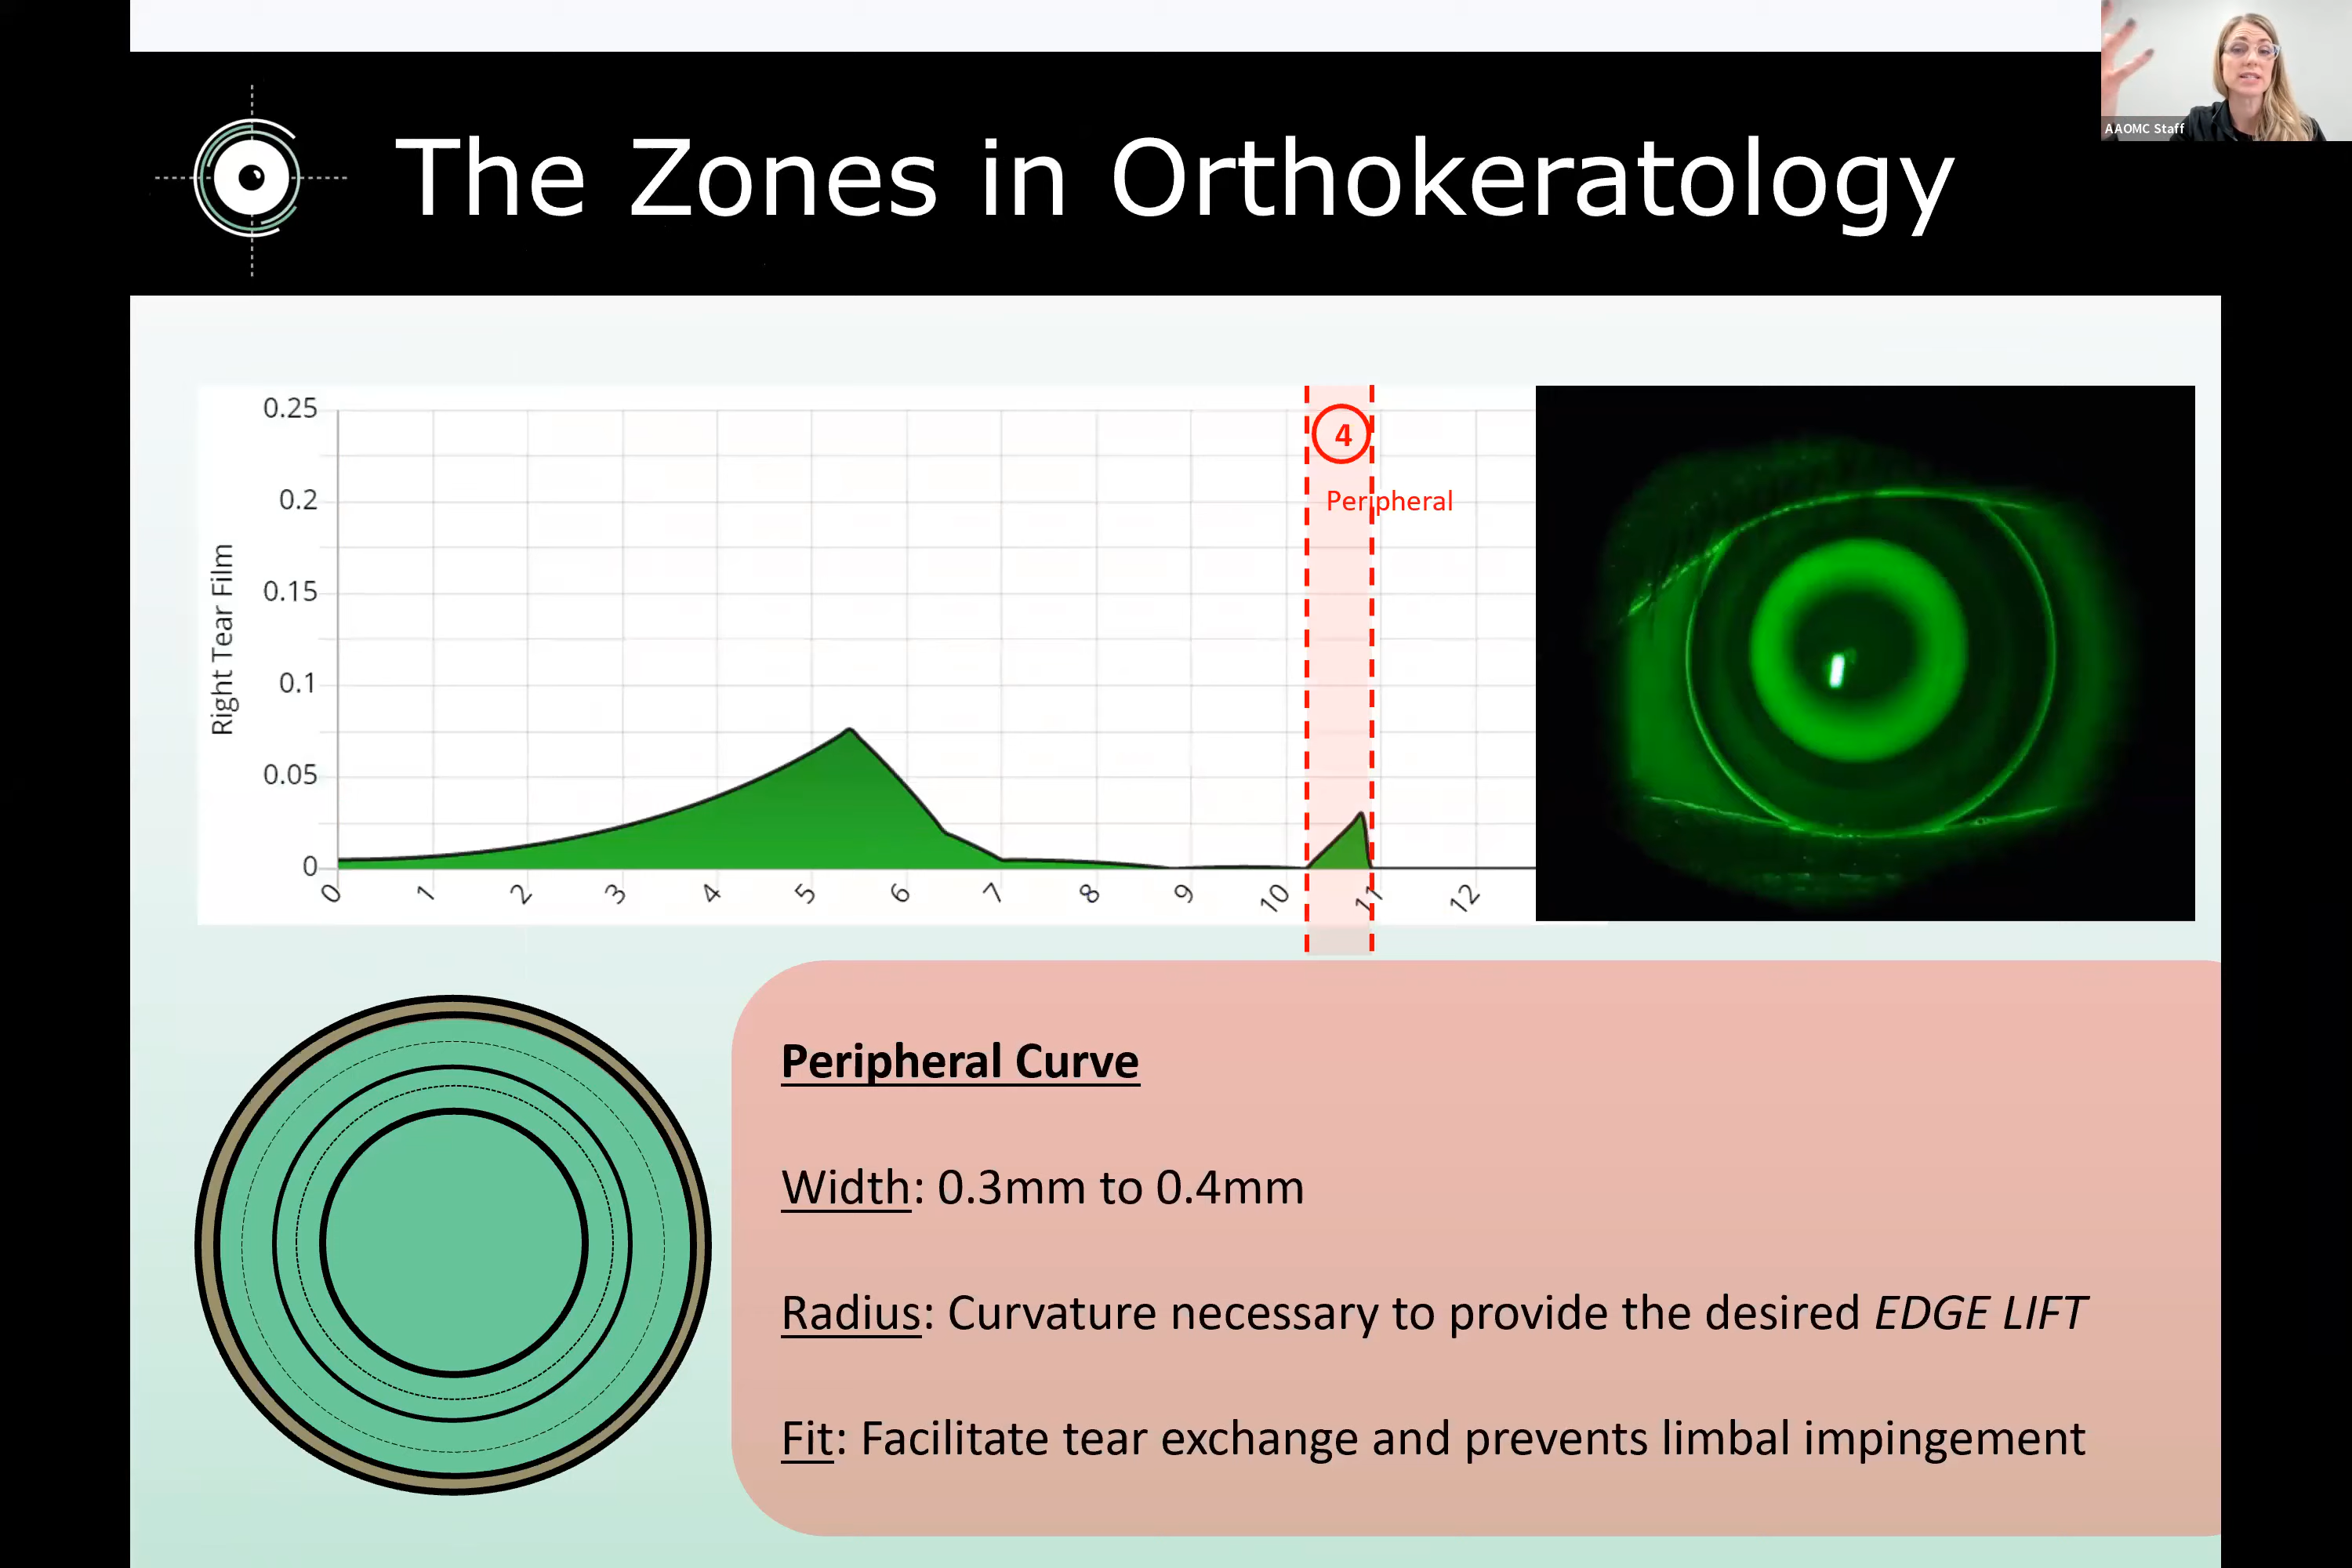 AAOMC Staff
The Zones in Orthokeratology
0.25
0.2
0.15
0.1
0.05
0
Right Tear Film
0 1 2 3 4 5 6 7 8 9 10 11 12
4
Peripheral
Peripheral Curve
Width: 0.3mm to 0.4mm
Radius: Curvature necessary to provide the desired EDGE LIFT
Fit: Facilitate tear exchange and prevents limbal impingement